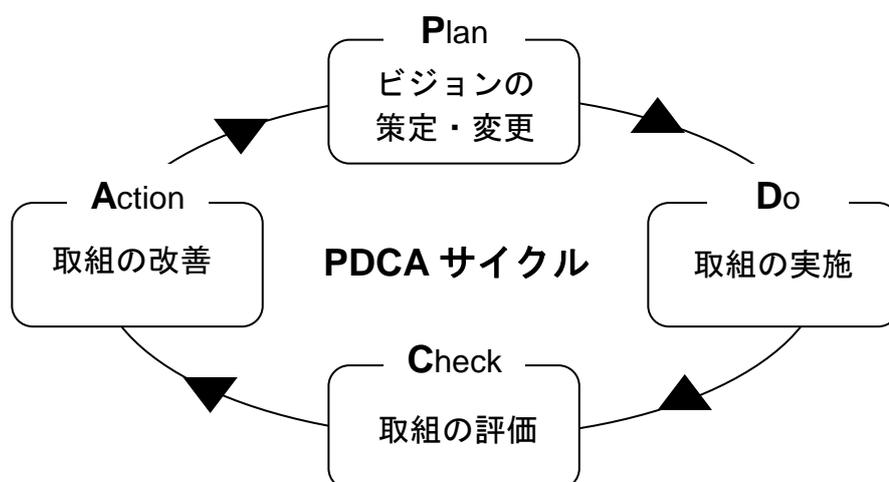 Plan
ビジョンの
策定・変更
Action
取組の改善
PDCA サイクル
Do
取組の実施
Check
取組の評価